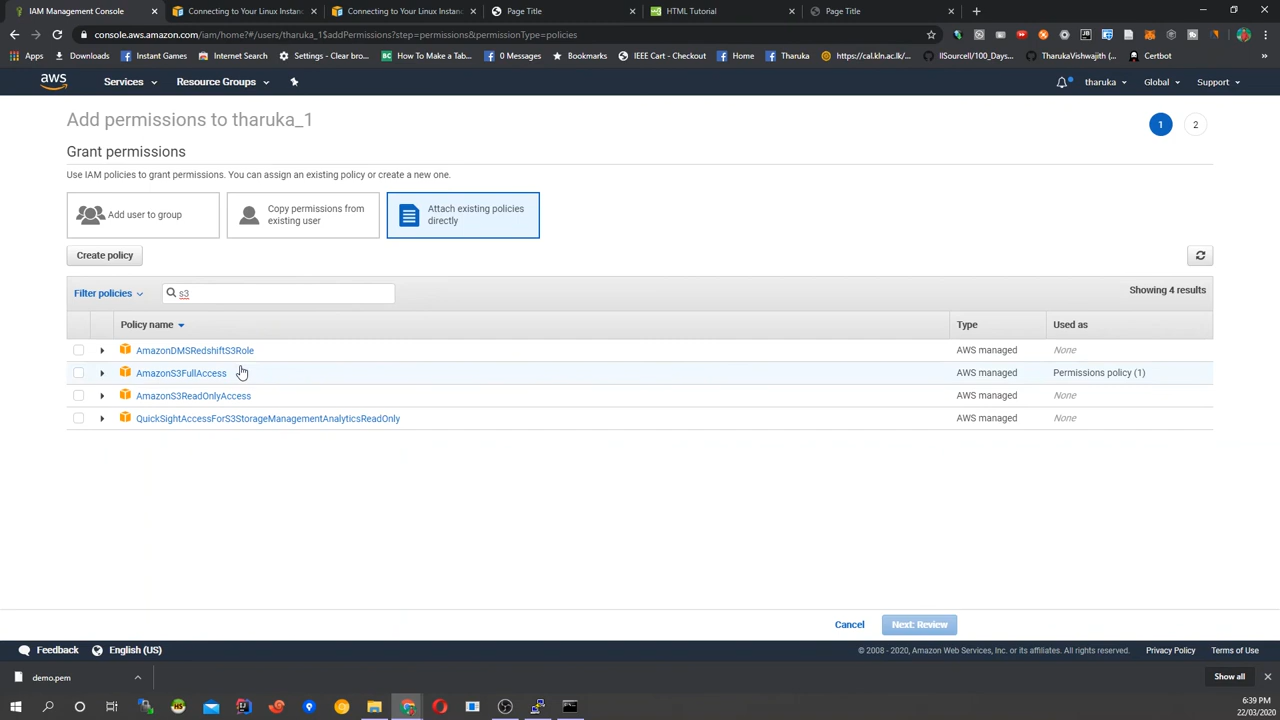 IAM Management Console
Connecting to Your Linux Instanc
Connecting to Your Linux Instanc
Page Title
HTML Tutorial
Page Title
console.aws.amazon.com/iam/home?#/users/tharuka_1$addPermissions?step=permissions&permissionType=policies
Apps
Downloads
Instant Games
Internet Search
Settings - Clear bro...
How To Make a Tab...
0 Messages
Bookmarks
IEEE Cart - Checkout
Home
Tharuka
https://cal.kln.ac.lk/...
llSourcell/100_Days...
TharukaVishwajith (...
Certbot
aws
Services
Resource Groups
tharuka
Global
Support
Add permissions to tharuka_1
1
2
Grant permissions
Use IAM policies to grant permissions. You can assign an existing policy or create a new one.
Add user to group
Copy permissions from
existing user
Attach existing policies
directly
Create policy
Filter policies
s3
Showing 4 results
Policy name
Type
Used as
AmazonDMSRedshiftS3Role
AWS managed
None
AmazonS3FullAccess
AWS managed
Permissions policy (1)
AmazonS3ReadOnlyAccess
AWS managed
None
QuickSightAccessForS3StorageManagementAnalyticsReadOnly
AWS managed
None
Cancel
Next: Review
Feedback
English (US)
© 2008 - 2020, Amazon Web Services, Inc. or its affiliates. All rights reserved.
Privacy Policy
Terms of Use
demo.pem
Show all
6:39 PM
22/03/2020